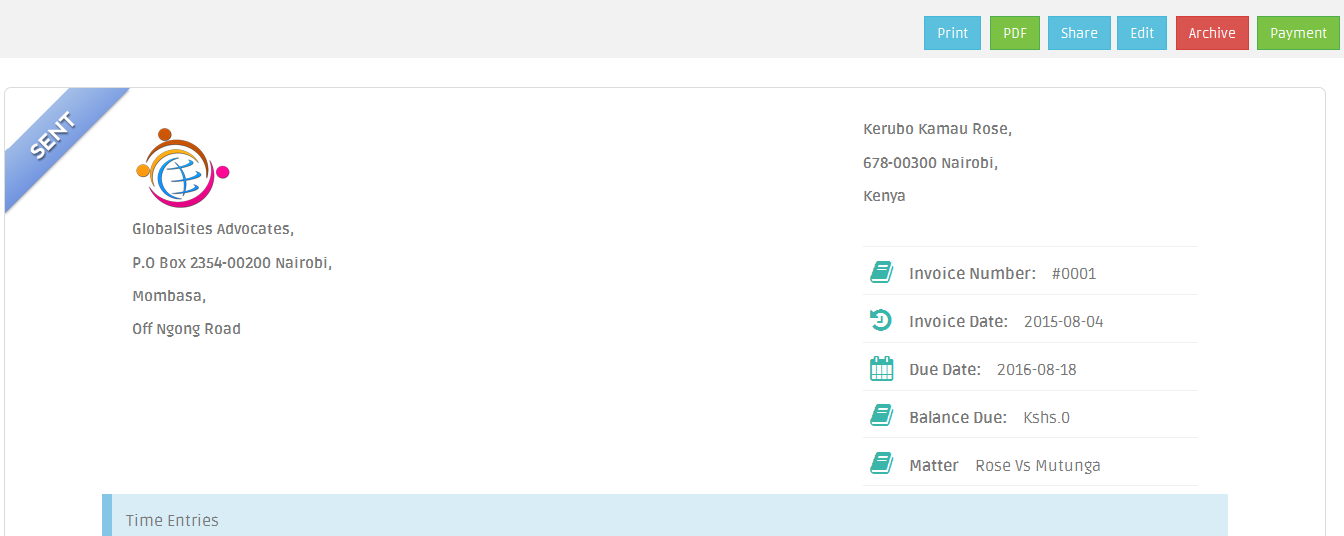 Print PDF Share Edit Archive Payment
SENT
GlobalSites Advocates,
P.O Box 2354-00200 Nairobi,
Mombasa,
Off Ngong Road
Kerubo Kamau Rose,
678-00300 Nairobi,
Kenya
Invoice Number: #0001
Invoice Date: 2015-08-04
Due Date: 2016-08-18
Balance Due: Kshs.0
Matter Rose Vs Mutunga
Time Entries